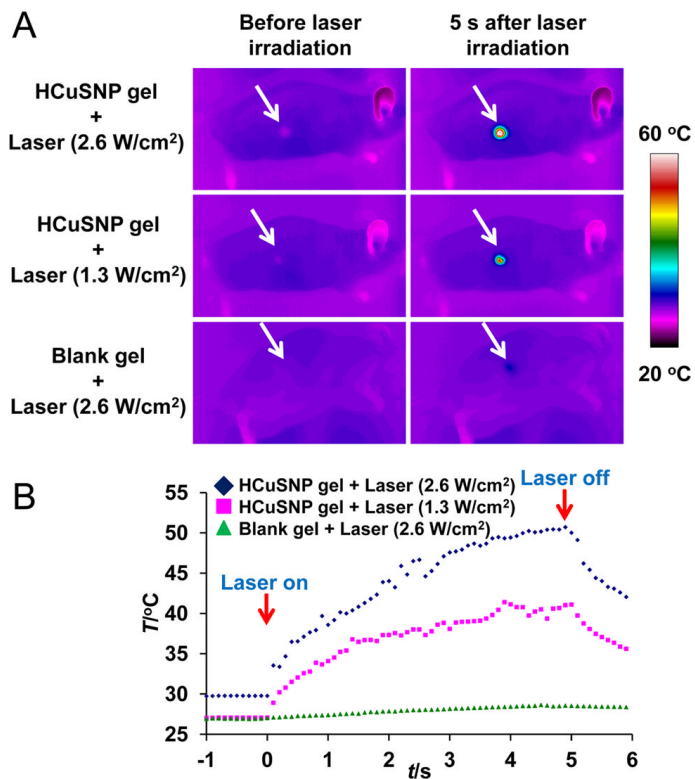 A
Before laser
irradiation
5 s after laser
irradiation
HCuSNP gel
+
Laser (2.6 W/cm²)
HCuSNP gel
+
Laser (1.3 W/cm²)
Blank gel
+
Laser (2.6 W/cm²)
60 °C
20 °C
B
HCuSNP gel + Laser (2.6 W/cm²)
HCuSNP gel + Laser (1.3 W/cm²)
Blank gel + Laser (2.6 W/cm²)
Laser off
Laser on
T/°C
55
50
45
40
35
30
25
-1 0 1 2 3 4 5 6
t/s